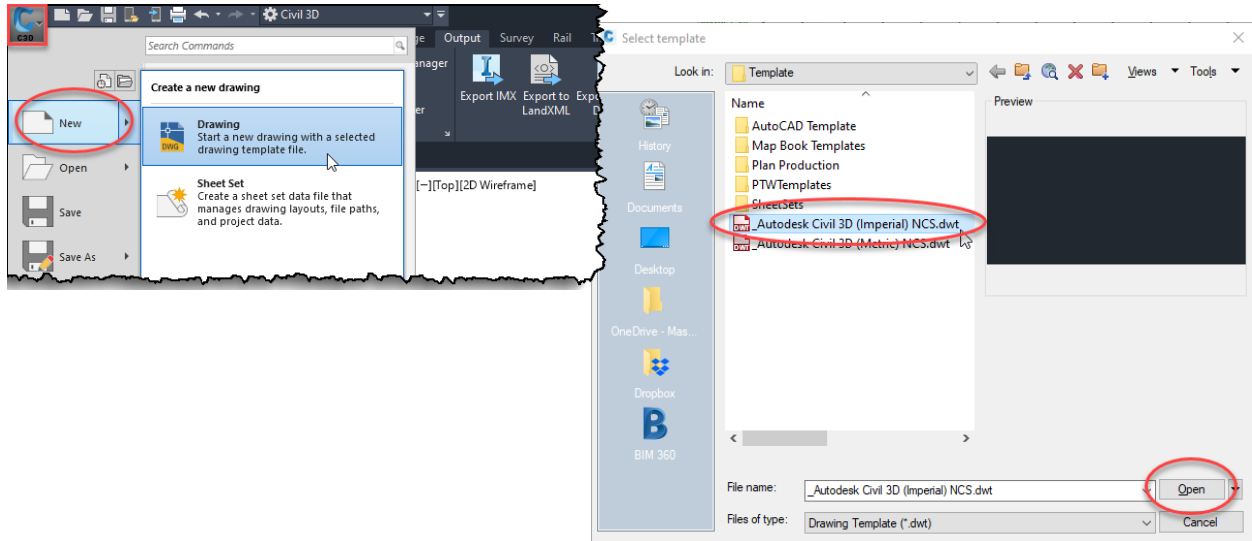 Civil 3D
C3D
Search Commands
Output Survey Rail
Create a new drawing
New
Drawing
Start a new drawing with a selected
drawing template file.
Open
Sheet Set
Create a sheet set data file that
manages drawing layouts, file paths,
and project data.
Save
Save As
anager
Export IMX Export to Exp
LandXML
[−][Top][2D Wireframe]
Select template
Look in:
Template
Views
Tools
History
Documents
Desktop
OneDrive - Mas...
Dropbox
BIM 360
Name
AutoCAD Template
Map Book Templates
Plan Production
PTWTemplates
SheetSets
_Autodesk Civil 3D (Imperial) NCS.dwt
_Autodesk Civil 3D (Metric) NCS.dwt
Preview
File name:
_Autodesk Civil 3D (Imperial) NCS.dwt
Open
Files of type:
Drawing Template (*.dwt)
Cancel